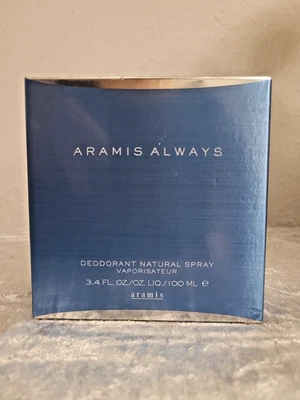 ARAMIS ALWAYS
DEODORANT NATURAL SPRAY
VAPORISATEUR
3.4 FL.OZ./OZ. LIQ./100 ML ℮
aramis